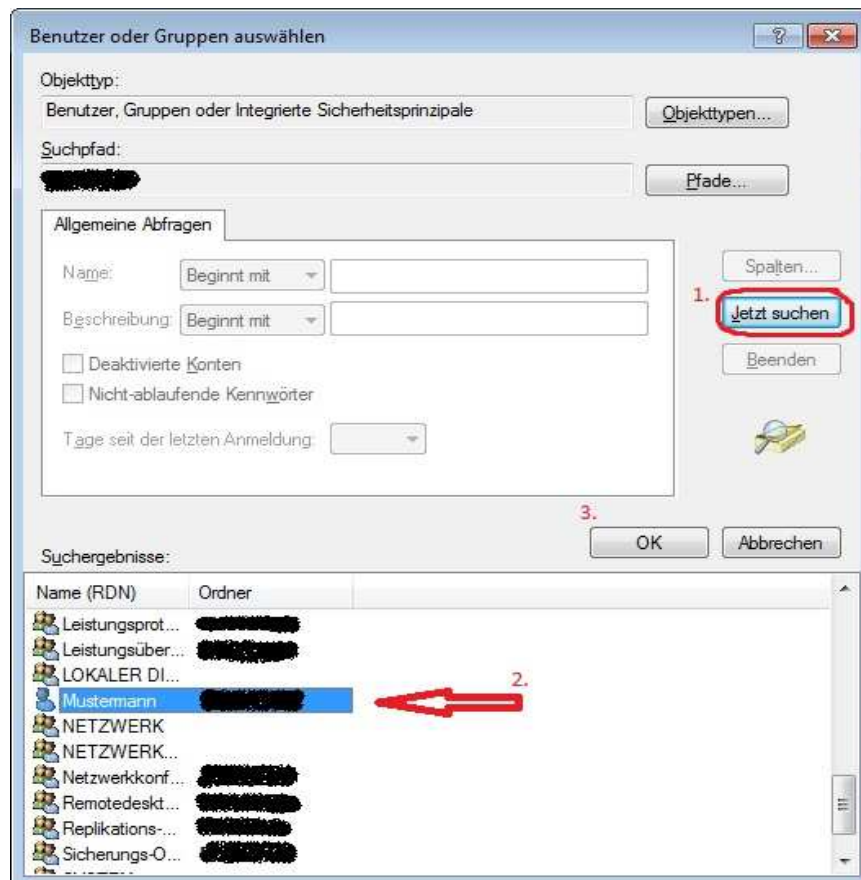 Benutzer oder Gruppen auswählen
Objekttyp:
Benutzer, Gruppen oder Integrierte Sicherheitsprinzipale
Objekttypen...
Suchpfad:
Pfade...
Allgemeine Abfragen
Name: Beginnt mit
Spalten...
1.
Jetzt suchen
Beschreibung: Beginnt mit
Beenden
Deaktivierte Konten
Nicht-ablaufende Kennwörter
Tage seit der letzten Anmeldung:
3.
OK Abbrechen
Suchergebnisse:
Name (RDN) Ordner
Leistungsprot...
Leistungsüber...
LOKALER DI...
2.
Mustermann
NETZWERK
NETZWERK...
Netzwerkkonf...
Remotedeskt...
Replikations-...
Sicherungs-O...